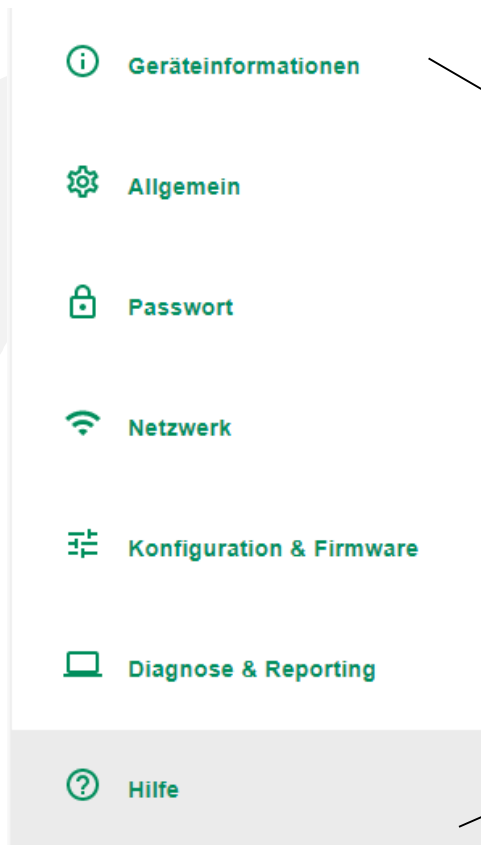 Geräteinformationen
Allgemein
Passwort
Netzwerk
Konfiguration & Firmware
Diagnose & Reporting
Hilfe